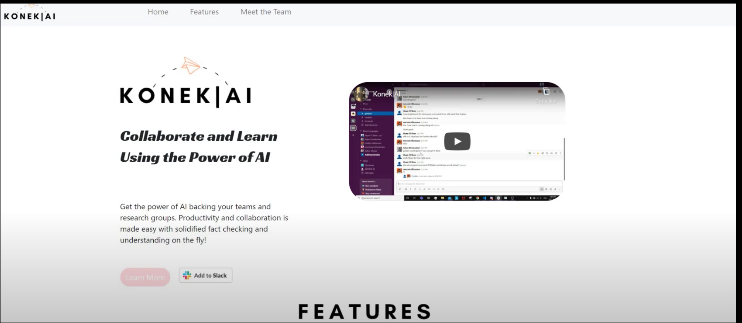 KONEK|AI
Home Features Meet the Team
KONEK|AI
Collaborate and Learn
Using the Power of AI
Konek|AI
Get the power of AI backing your teams and
research groups. Productivity and collaboration is
made easy with solidified fact checking and
understanding on the fly!
Learn More
Add to Slack
FEATURES